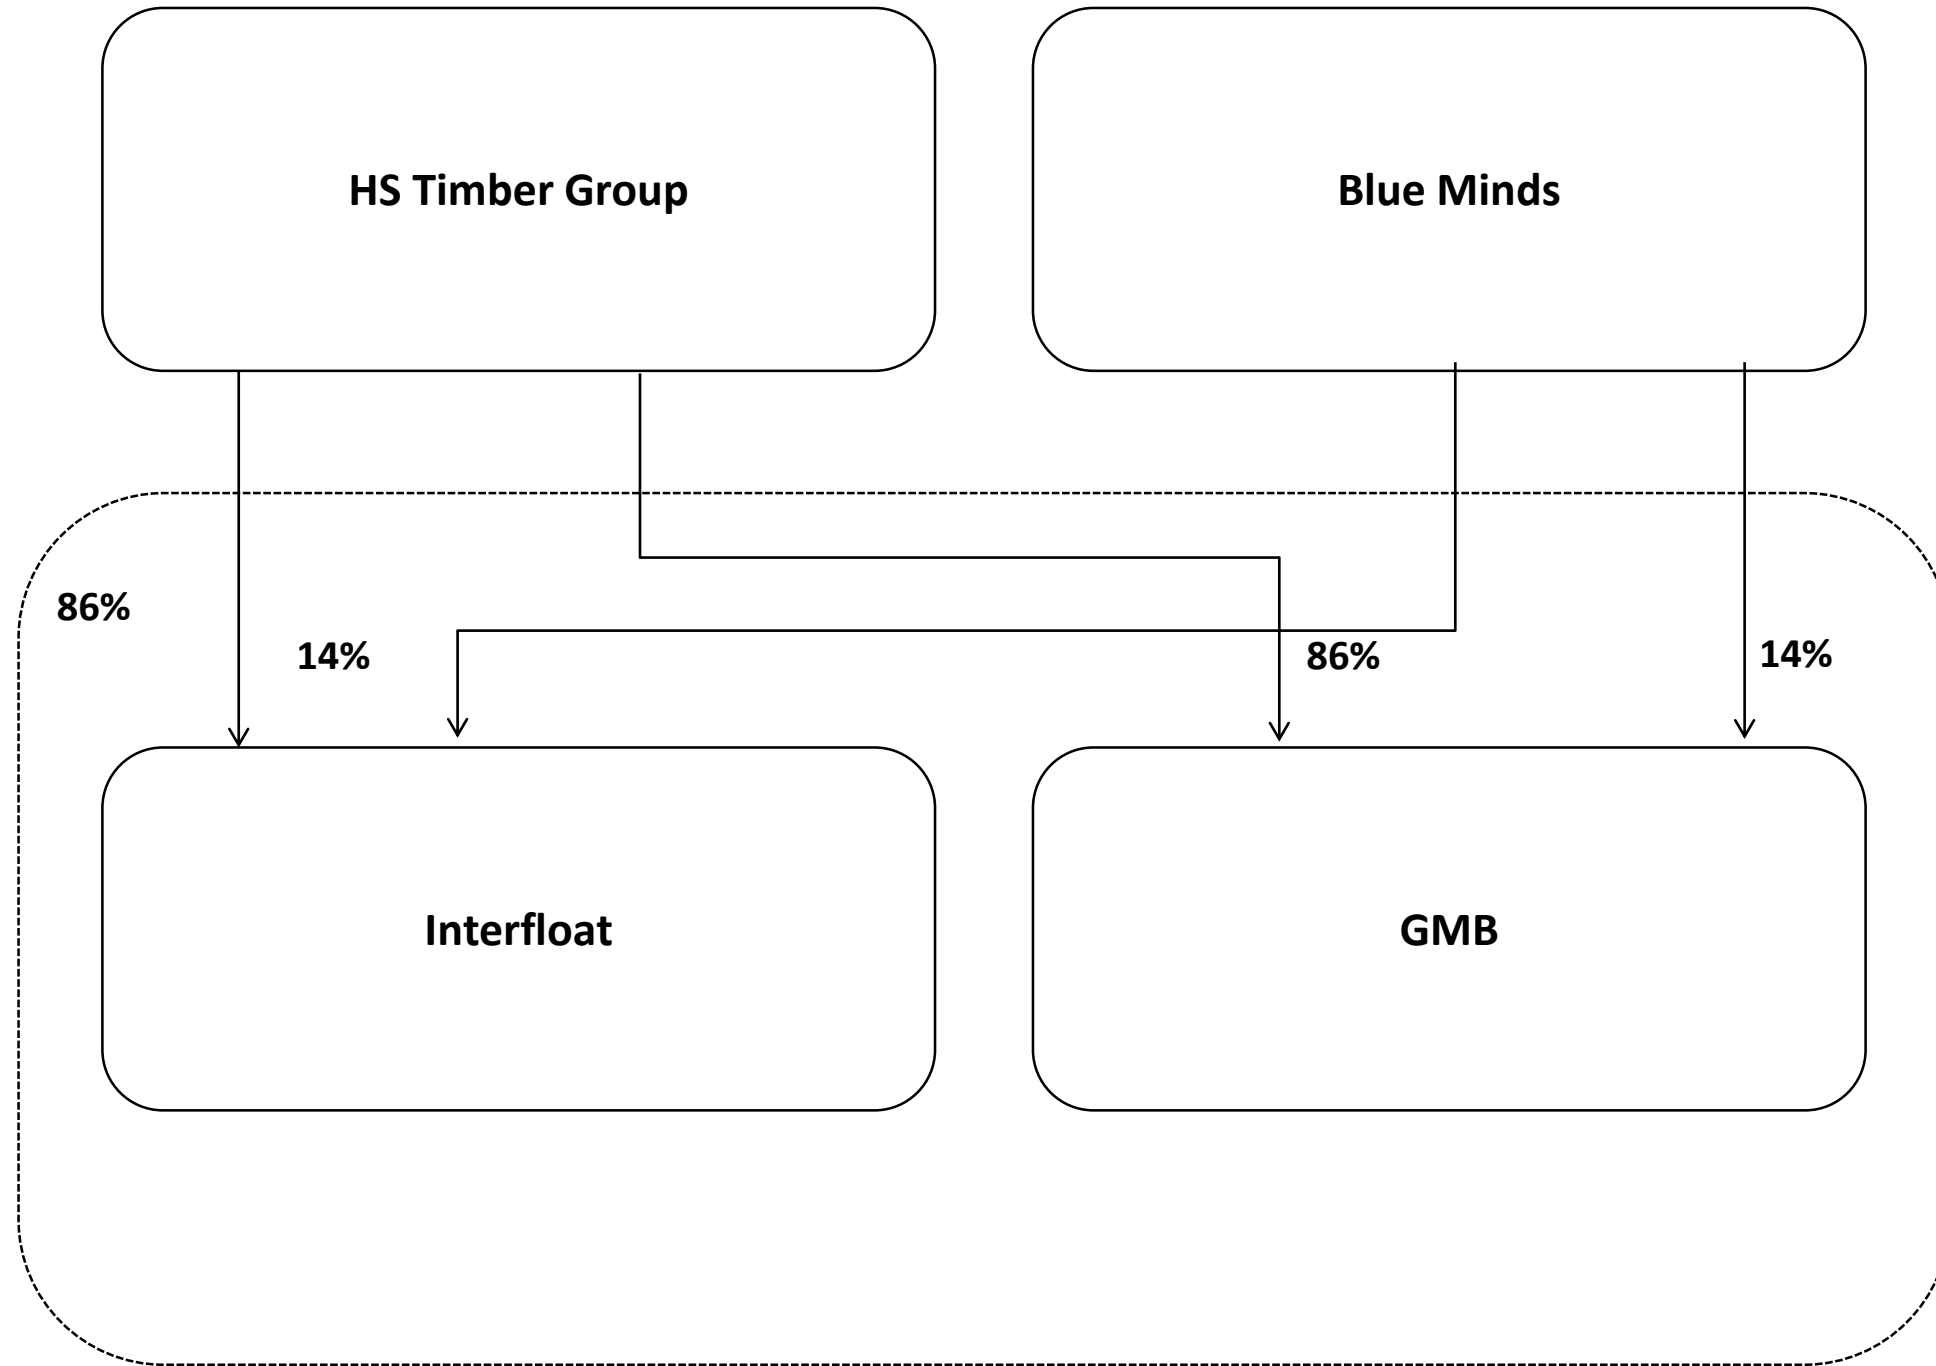 HS Timber Group
Blue Minds
86%
14%
86%
14%
Interfloat
GMB